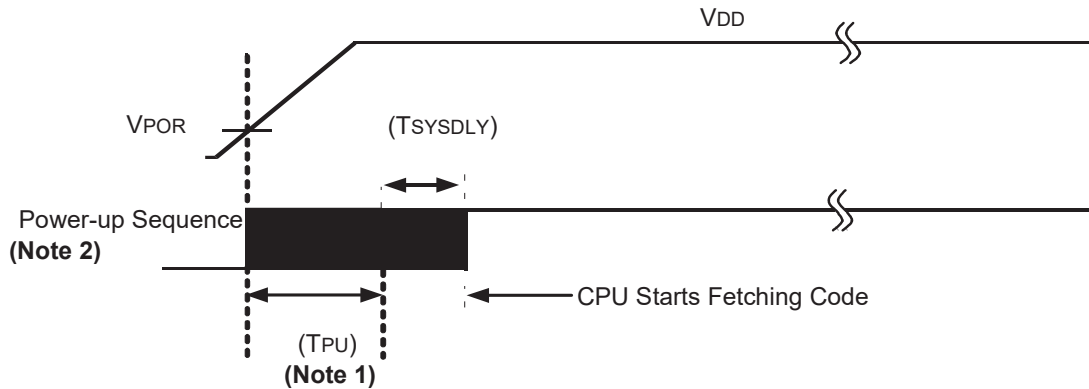 VDD
VPOR
(TSYSDLY)
Power-up Sequence
(Note 2)
CPU Starts Fetching Code
(TPU)
(Note 1)